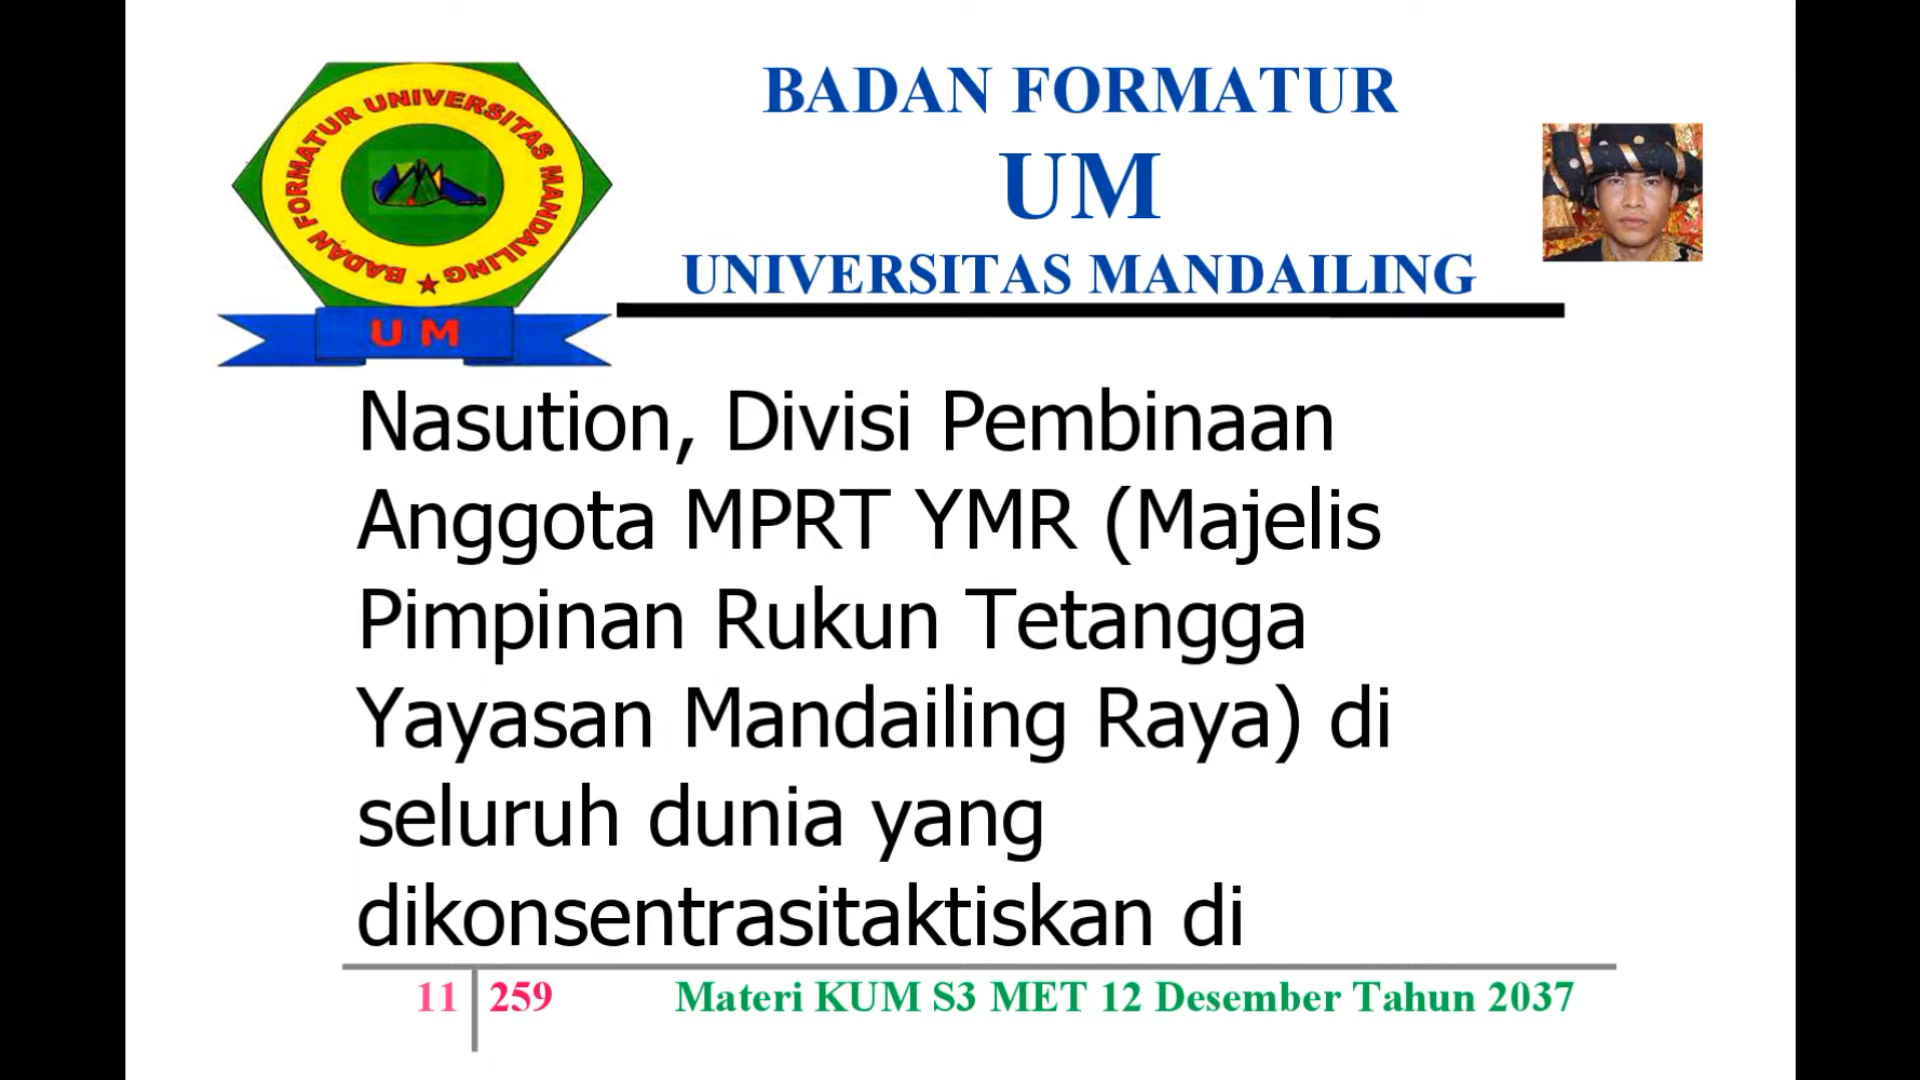 BADAN FORMATUR UNIVERSITAS MANDAILING
U M
BADAN FORMATUR
UM
UNIVERSITAS MANDAILING
Nasution, Divisi Pembinaan
Anggota MPRT YMR (Majelis
Pimpinan Rukun Tetangga
Yayasan Mandailing Raya) di
seluruh dunia yang
dikonsentrasitaktiskan di
11 259 Materi KUM S3 MET 12 Desember Tahun 2037